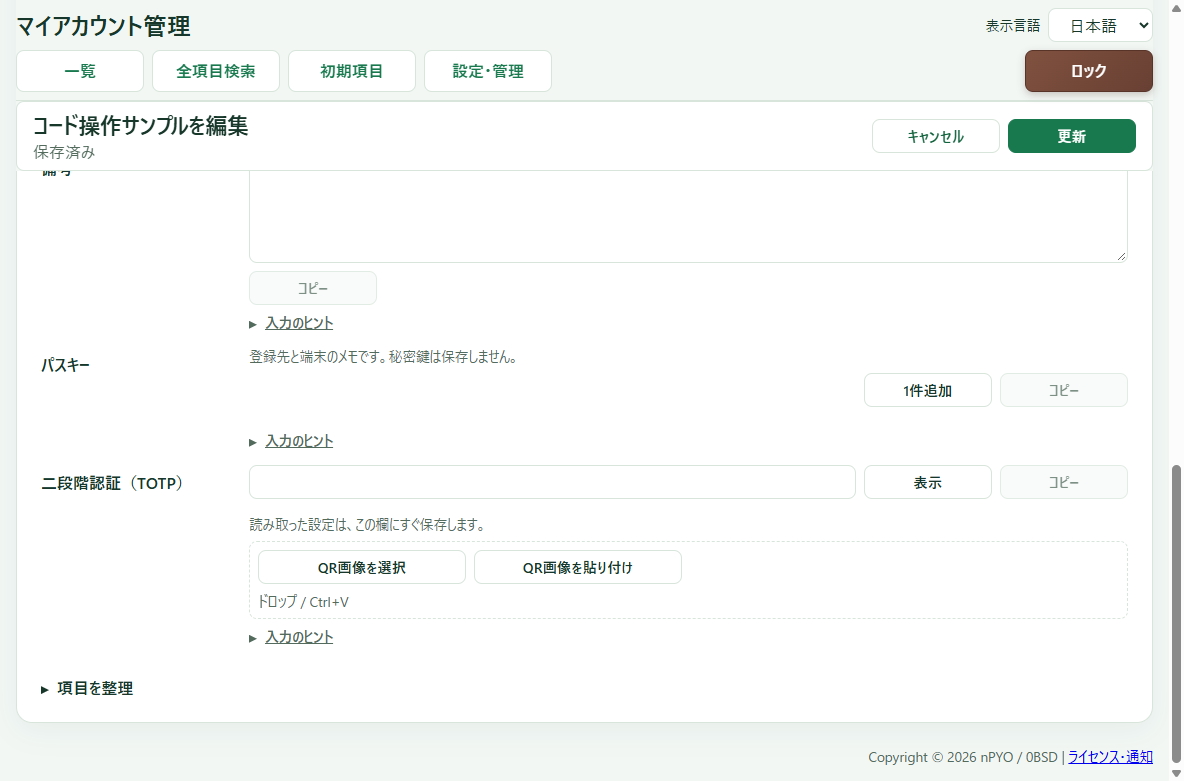 マイアカウント管理
表示言語 日本語
一覧 全項目検索 初期項目 設定・管理 ロック
コード操作サンプルを編集
保存済み
キャンセル 更新
備考
コピー
▶ 入力のヒント
パスキー
登録先と端末のメモです。秘密鍵は保存しません。
1件追加 コピー
▶ 入力のヒント
二段階認証（TOTP） 表示 コピー
読み取った設定は、この欄にすぐ保存します。
QR画像を選択 QR画像を貼り付け
ドロップ / Ctrl+V
▶ 入力のヒント
▶ 項目を整理
Copyright © 2026 nPYO / 0BSD | ライセンス・通知